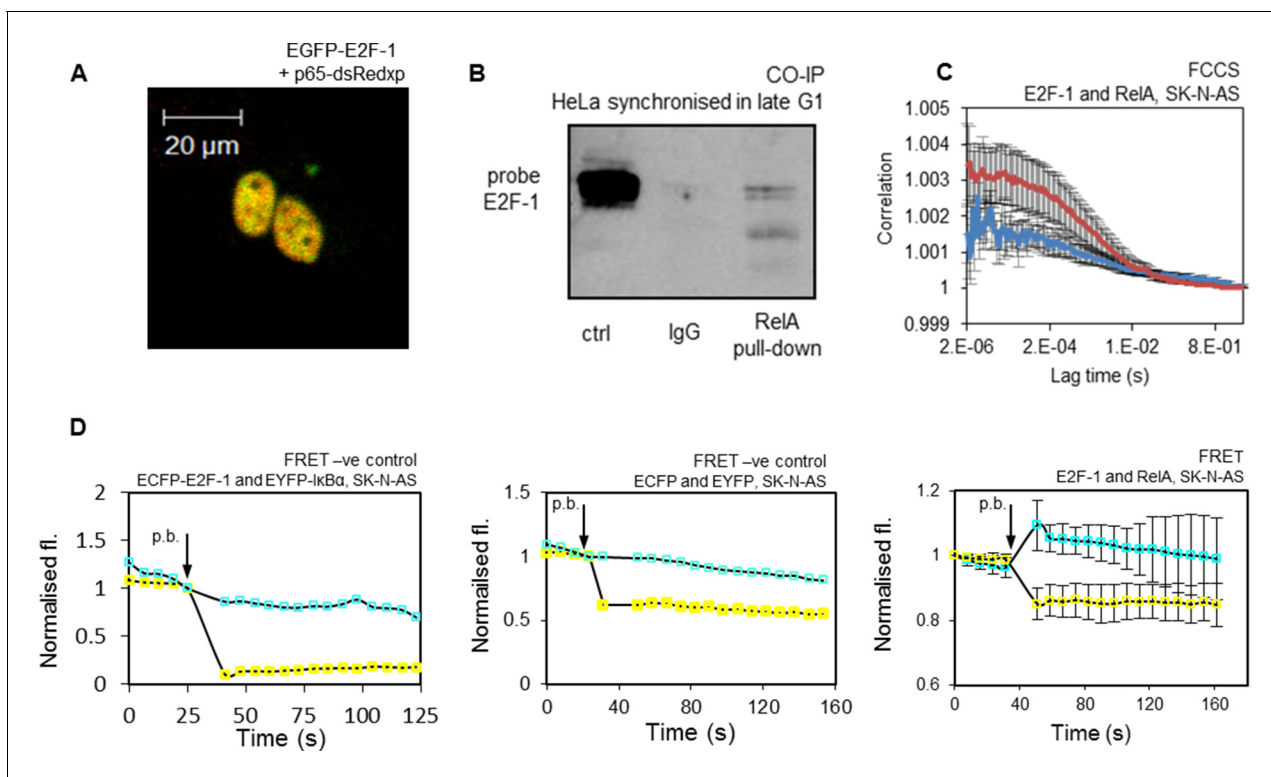 A
EGFP-E2F-1
+ p65-dsRedxp
20 μm
B
CO-IP
HeLa synchronised in late G1
probe
E2F-1
ctrl
IgG
RelA
pull-down
C
FCCS
E2F-1 and RelA, SK-N-AS
Correlation
1.005
1.004
1.003
1.002
1.001
1
0.999
2.E-06
2.E-04
1.E-02
8.E-01
Lag time (s)
D
FRET –ve control
ECFP-E2F-1 and EYFP-IκBα, SK-N-AS
Normalised fl.
2
1.5
1
0.5
0
p.b.
0
25
50
75
100
125
Time (s)
FRET –ve control
ECFP and EYFP, SK-N-AS
Normalised fl.
1.5
1
0.5
0
p.b.
0
40
80
120
160
Time (s)
FRET
E2F-1 and RelA, SK-N-AS
Normalised fl.
1.2
1
0.8
0.6
p.b.
0
40
80
120
160
Time (s)